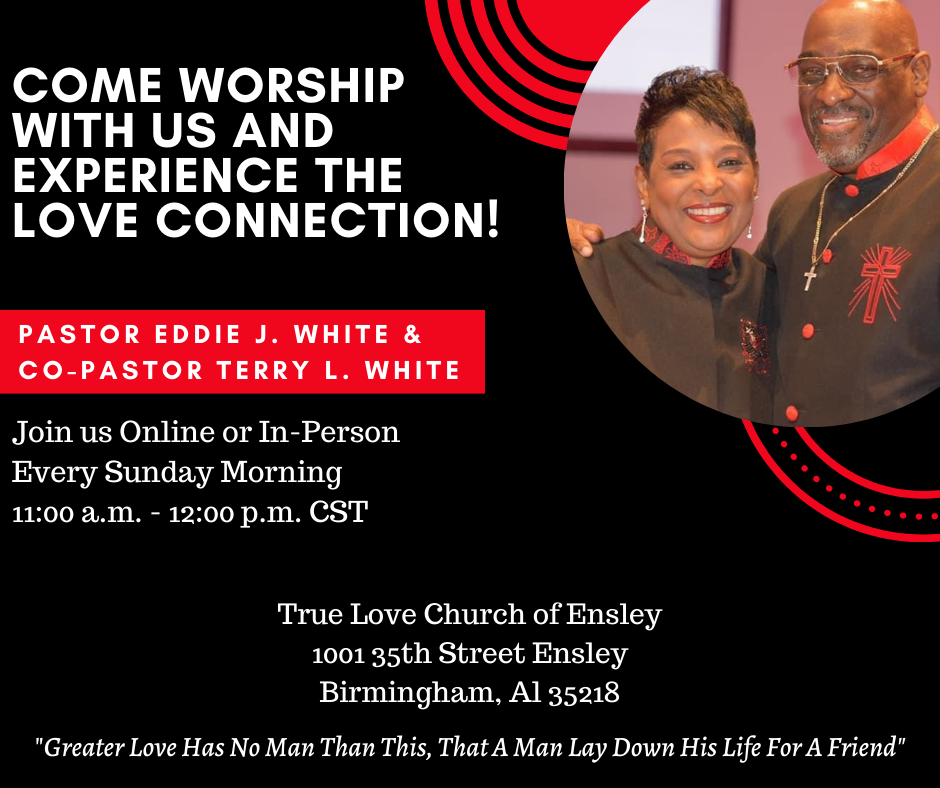 COME WORSHIP
WITH US AND
EXPERIENCE THE
LOVE CONNECTION!
PASTOR EDDIE J. WHITE &
CO-PASTOR TERRY L. WHITE
Join us Online or In-Person
Every Sunday Morning
11:00 a.m. - 12:00 p.m. CST
True Love Church of Ensley
1001 35th Street Ensley
Birmingham, Al 35218
"Greater Love Has No Man Than This, That A Man Lay Down His Life For A Friend"